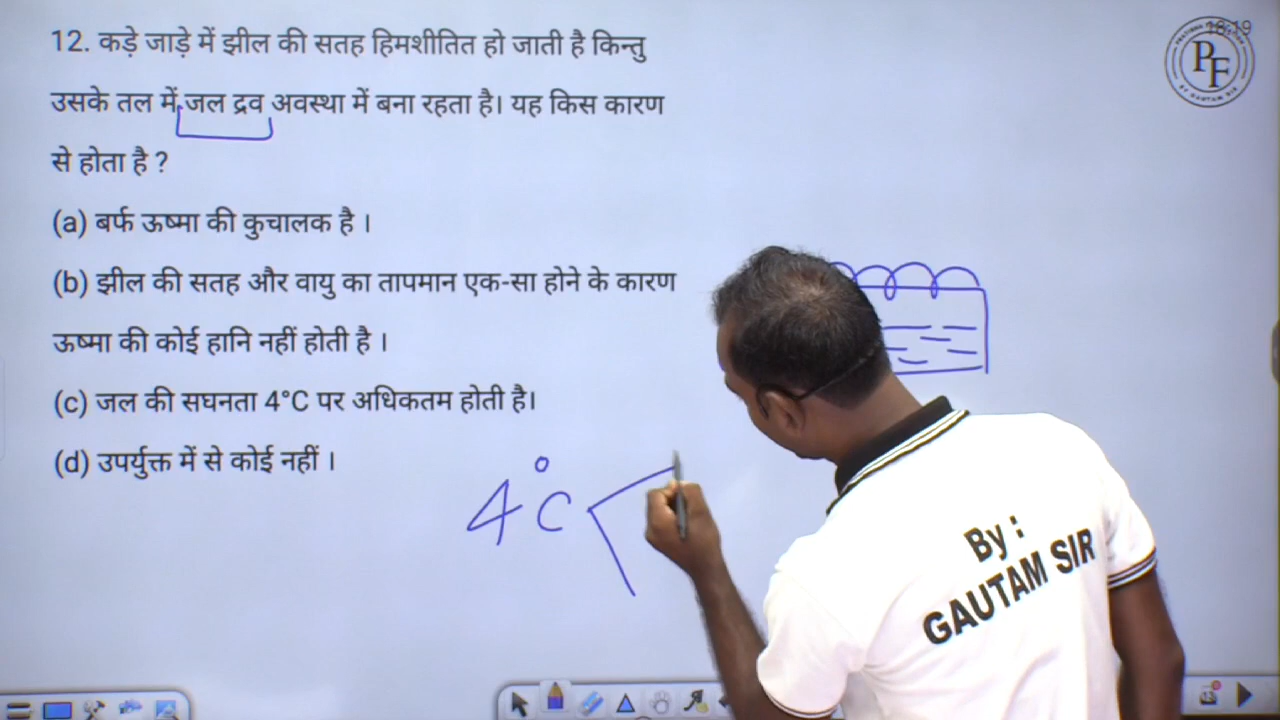 12. कड़े जाड़े में झील की सतह हिमशीतित हो जाती है किन्तु
उसके तल में जल द्रव अवस्था में बना रहता है। यह किस कारण
से होता है ?
(a) बर्फ ऊष्मा की कुचालक है ।
(b) झील की सतह और वायु का तापमान एक-सा होने के कारण
ऊष्मा की कोई हानि नहीं होती है ।
(c) जल की सघनता 4°C पर अधिकतम होती है।
(d) उपर्युक्त में से कोई नहीं ।
4°C
PF
By :
GAUTAM SIR